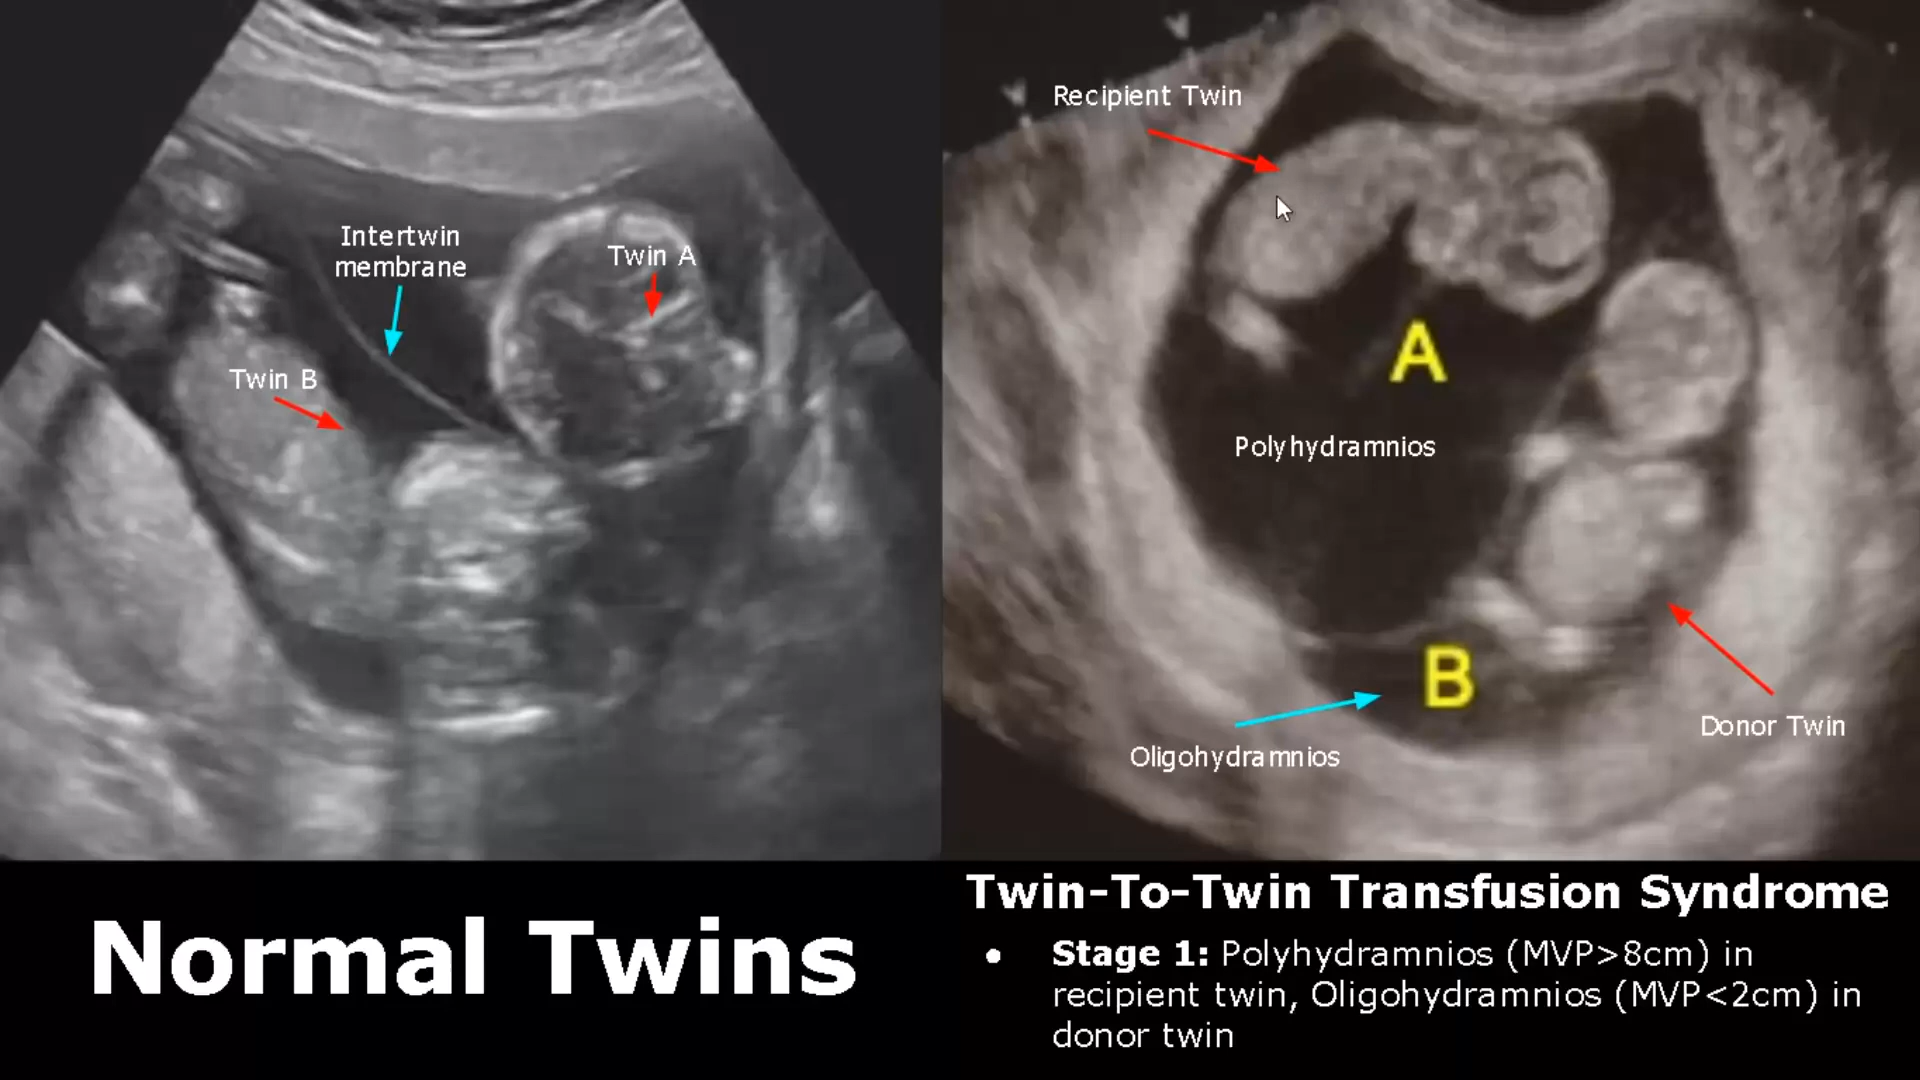 Intertwin
membrane
Twin A
Twin B
Normal Twins
Recipient Twin
A
Polyhydramnios
B
Oligohydramnios
Donor Twin
Twin-To-Twin Transfusion Syndrome
• Stage 1: Polyhydramnios (MVP>8cm) in
recipient twin, Oligohydramnios (MVP<2cm) in
donor twin